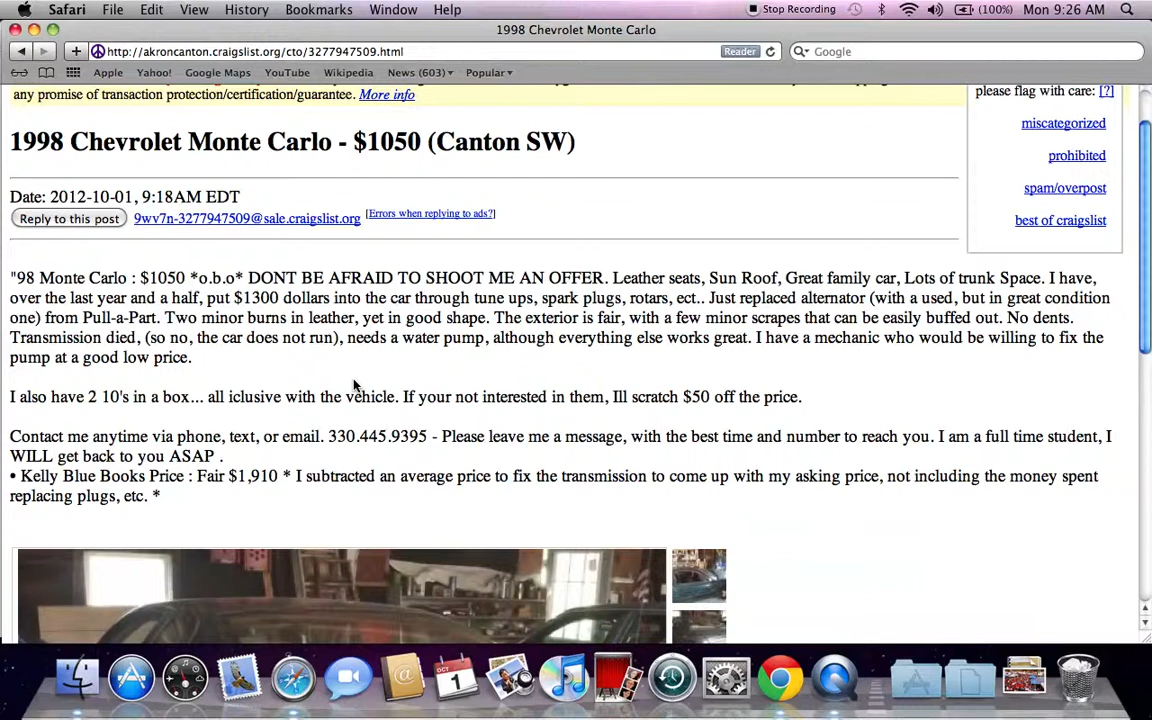 Safari File Edit View History Bookmarks Window Help Stop Recording (100%) Mon 9:26 AM
1998 Chevrolet Monte Carlo
http://akroncanton.craigslist.org/cto/3277947509.html Reader Google
Apple Yahoo! Google Maps YouTube Wikipedia News (603) Popular
any promise of transaction protection/certification/guarantee. More info
please flag with care: [?]
miscategorized
prohibited
spam/overpost
best of craigslist
1998 Chevrolet Monte Carlo - $1050 (Canton SW)
Date: 2012-10-01, 9:18AM EDT
Reply to this post 9wv7n-3277947509@sale.craigslist.org [Errors when replying to ads?]
"98 Monte Carlo : $1050 *o.b.o* DONT BE AFRAID TO SHOOT ME AN OFFER. Leather seats, Sun Roof, Great family car, Lots of trunk Space. I have,
over the last year and a half, put $1300 dollars into the car through tune ups, spark plugs, rotars, ect.. Just replaced alternator (with a used, but in great condition
one) from Pull-a-Part. Two minor burns in leather, yet in good shape. The exterior is fair, with a few minor scrapes that can be easily buffed out. No dents.
Transmission died, (so no, the car does not run), needs a water pump, although everything else works great. I have a mechanic who would be willing to fix the
pump at a good low price.
I also have 2 10's in a box... all iclusive with the vehicle. If your not interested in them, Ill scratch $50 off the price.
Contact me anytime via phone, text, or email. 330.445.9395 - Please leave me a message, with the best time and number to reach you. I am a full time student, I
WILL get back to you ASAP .
• Kelly Blue Books Price : Fair $1,910 * I subtracted an average price to fix the transmission to come up with my asking price, not including the money spent
replacing plugs, etc. *
OCT
1